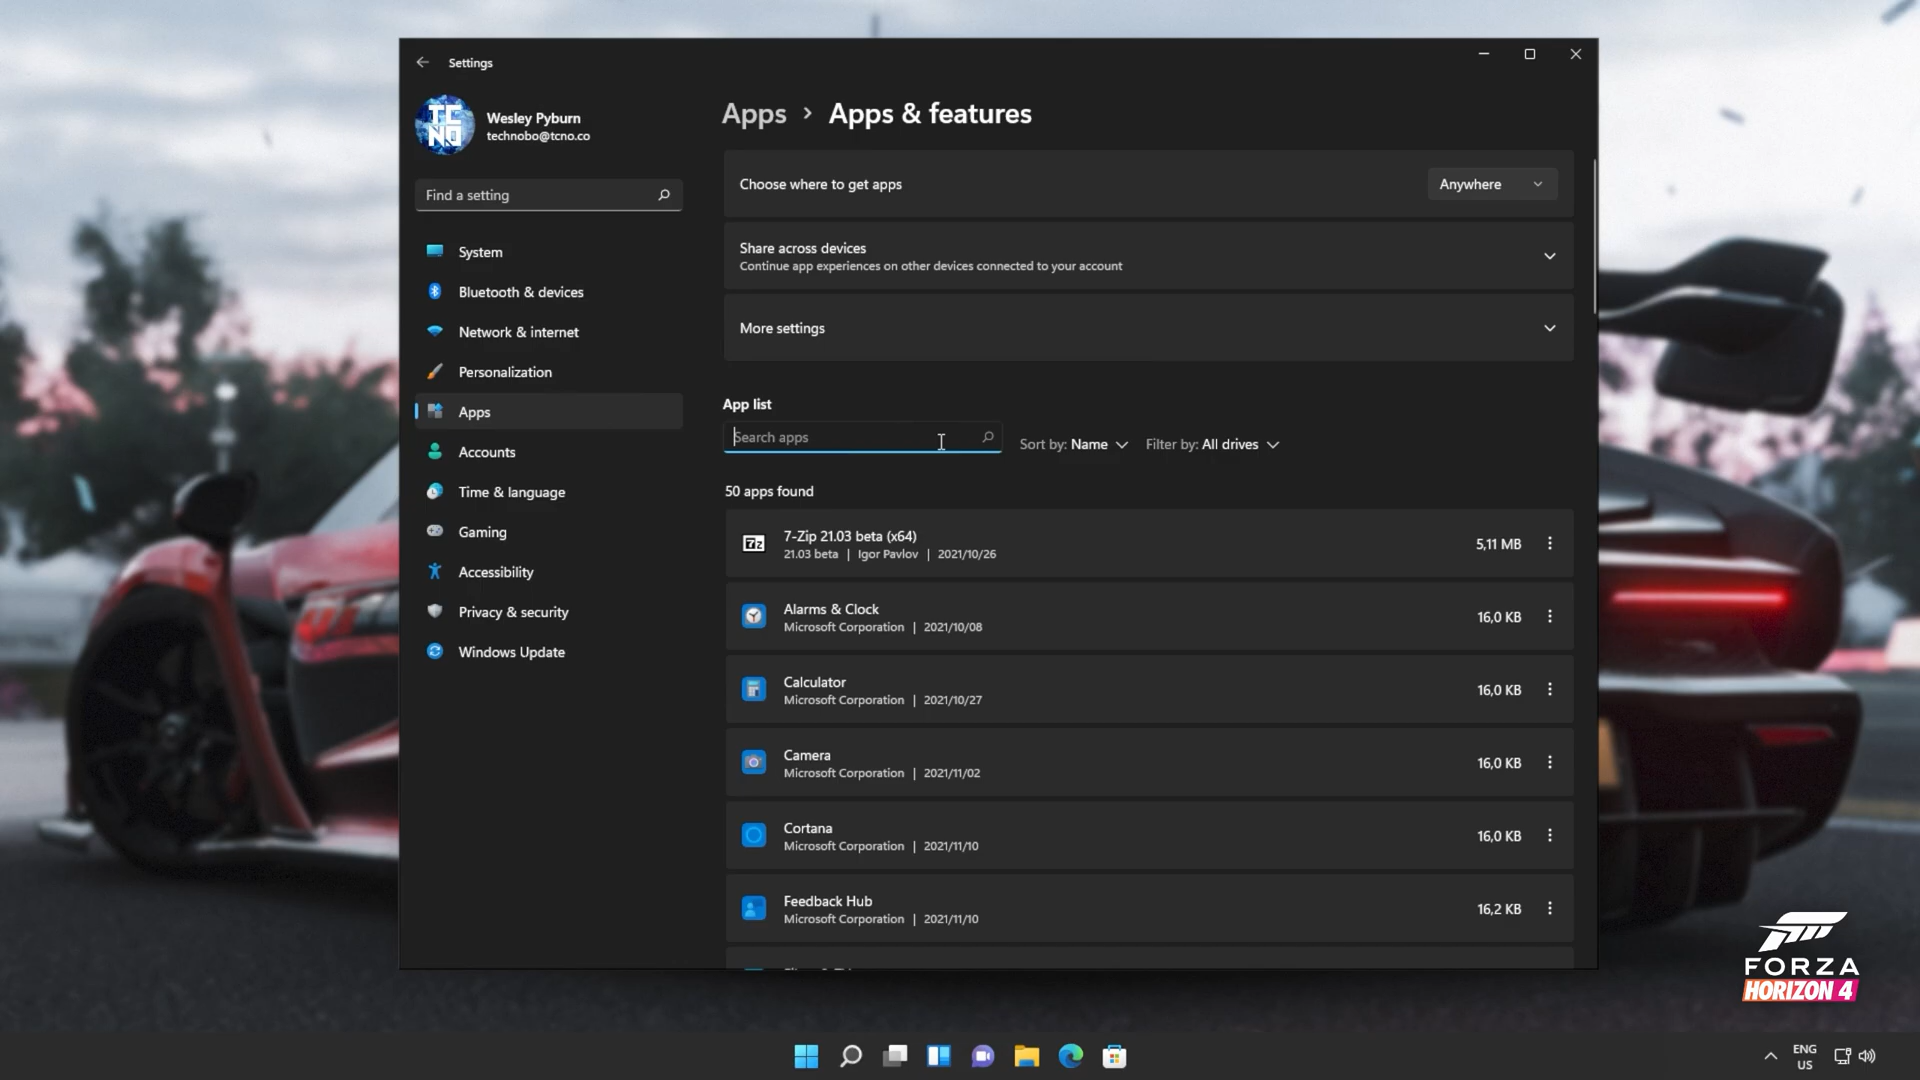 Settings
Wesley Pyburn
technobo@tcno.co
TC
NO
Find a setting
System
Bluetooth & devices
Network & internet
Personalization
Apps
Accounts
Time & language
Gaming
Accessibility
Privacy & security
Windows Update
Apps > Apps & features
Choose where to get apps
Anywhere
Share across devices
Continue app experiences on other devices connected to your account
More settings
App list
Search apps
Sort by: Name
Filter by: All drives
50 apps found
7z
7-Zip 21.03 beta (x64)
21.03 beta | Igor Pavlov | 2021/10/26
5,11 MB
Alarms & Clock
Microsoft Corporation | 2021/10/08
16,0 KB
Calculator
Microsoft Corporation | 2021/10/27
16,0 KB
Camera
Microsoft Corporation | 2021/11/02
16,0 KB
Cortana
Microsoft Corporation | 2021/11/10
16,0 KB
Feedback Hub
Microsoft Corporation | 2021/11/10
16,2 KB
FORZA
HORIZON 4
ENG
US